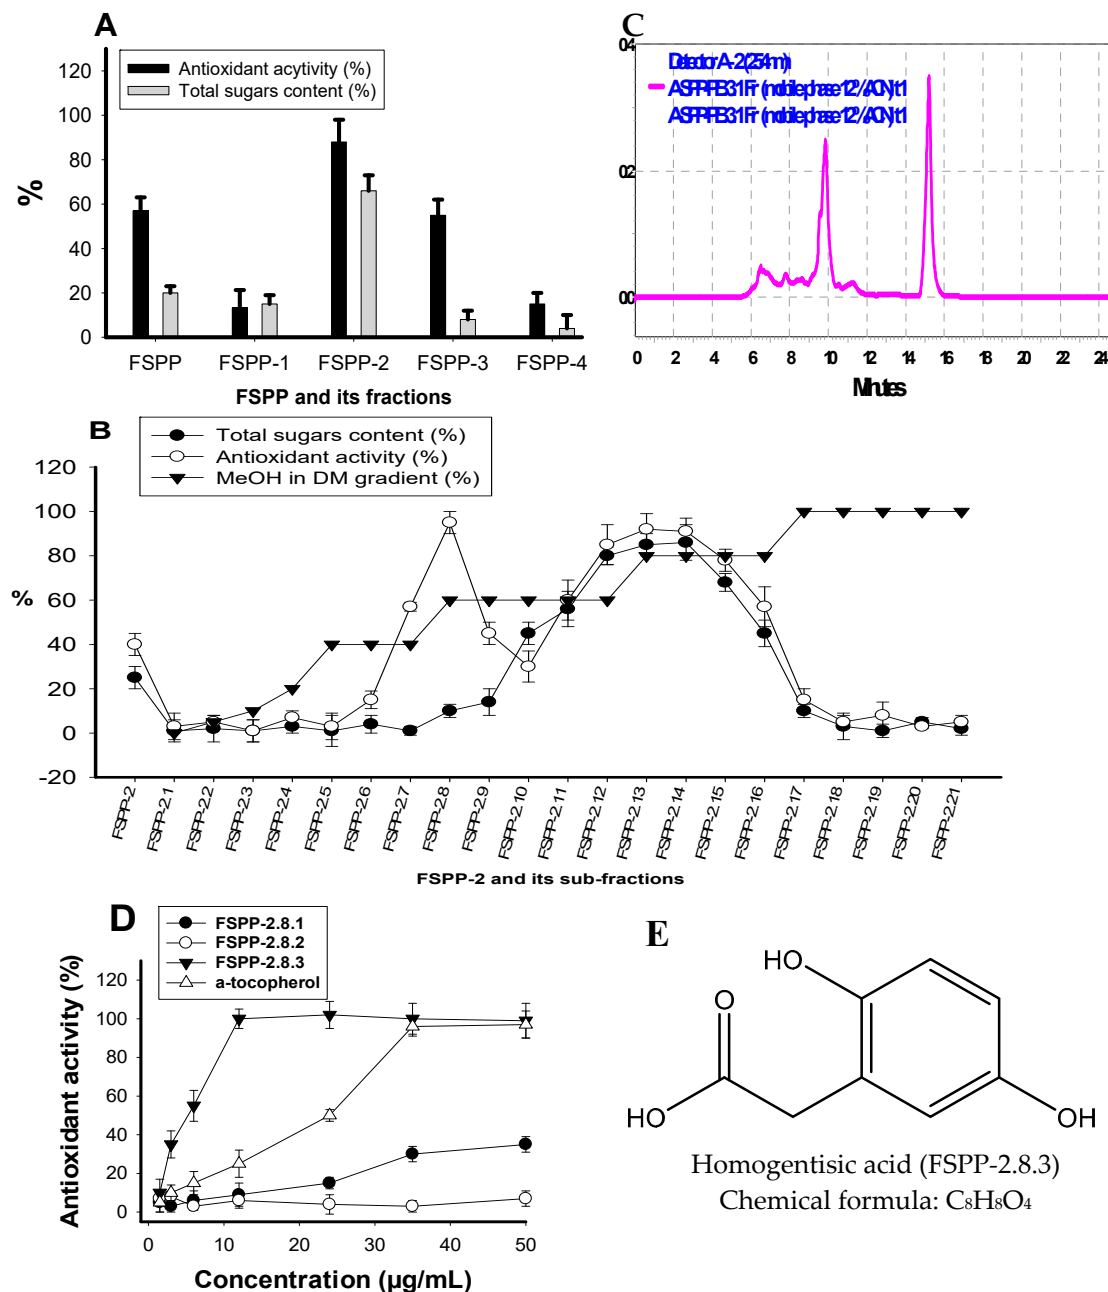 A
120
100
80
60
40
20
0
%
Antioxidant acytivity (%)
Total sugars content (%)
FSPP FSPP-1 FSPP-2 FSPP-3 FSPP-4
FSPP and its fractions
C
Detector A-2 (254nm)
0 2 4 6 8 10 12 14 16 18 20 22 24
Minutes
B
Total sugars content (%)
Antioxidant activity (%)
MeOH in DM gradient (%)
120
100
80
60
40
20
0
-20
%
FSPP-2 FSPP-2.1 FSPP-2.2 FSPP-2.3 FSPP-2.4 FSPP-2.5 FSPP-2.6 FSPP-2.7 FSPP-2.8 FSPP-2.9 FSPP-2.10 FSPP-2.11 FSPP-2.12 FSPP-2.13 FSPP-2.14 FSPP-2.15 FSPP-2.16 FSPP-2.17 FSPP-2.18 FSPP-2.19 FSPP-2.20 FSPP-2.21
FSPP-2 and its sub-fractions
D
FSPP-2.8.1
FSPP-2.8.2
FSPP-2.8.3
a-tocopherol
120
100
80
60
40
20
0
Antioxidant activity (%)
0 10 20 30 40 50
Concentration (µg/mL)
E
HO
O
HO
OH
Homogentisic acid (FSPP-2.8.3)
Chemical formula: C₈H₈O₄